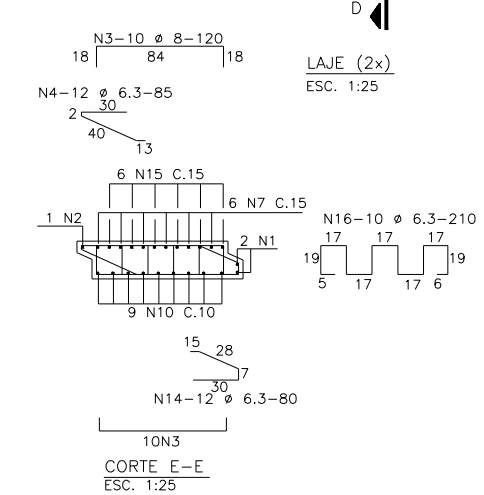 D
N3-10 ø 8-120
18 84 18
LAJE (2x)
ESC. 1:25
N4-12 ø 6.3-85
30
2
40
13
6 N15 C.15
6 N7 C.15
1 N2
N16-10 ø 6.3-210
17 17 17
2 N1
19 19
5 17 17 6
9 N10 C.10
15
28
7
30
N14-12 ø 6.3-80
10N3
CORTE E-E
ESC. 1:25